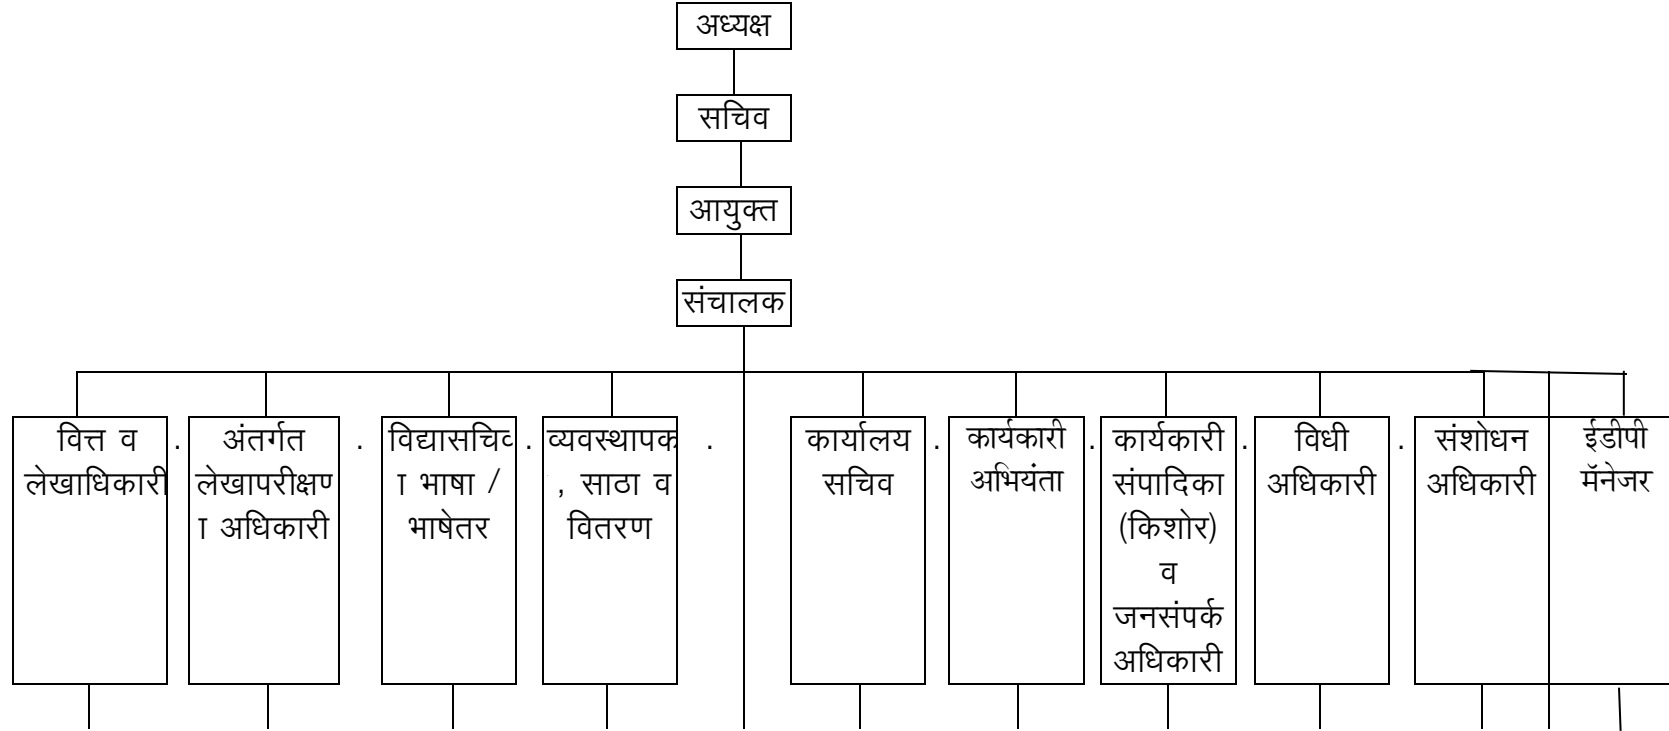 अध्यक्ष
सचिव
आयुक्त
संचालक
वित्त व
लेखाधिकारी
.
अंतर्गत
लेखापरीक्षण
ा अधिकारी
.
विद्यासचिव
ा भाषा /
भाषेतर
.
व्यवस्थापक
, साठा व
वितरण
.
कार्यालय
सचिव
.
कार्यकारी
अभियंता
.
कार्यकारी
संपादिका
(किशोर)
व
जनसंपर्क
अधिकारी
.
विधी
अधिकारी
.
संशोधन
अधिकारी
ईडीपी
मॅनेजर